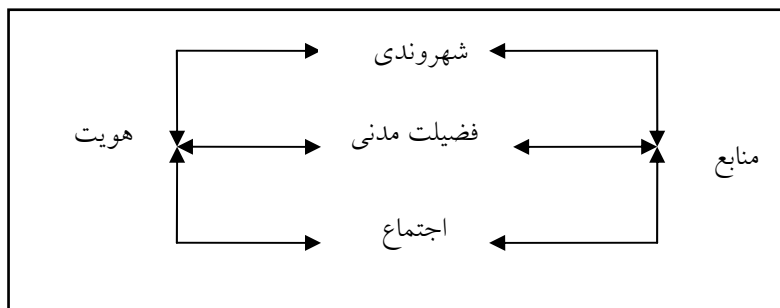 شهروندی
منابع
فضیلت مدنی
هویت
اجتماع